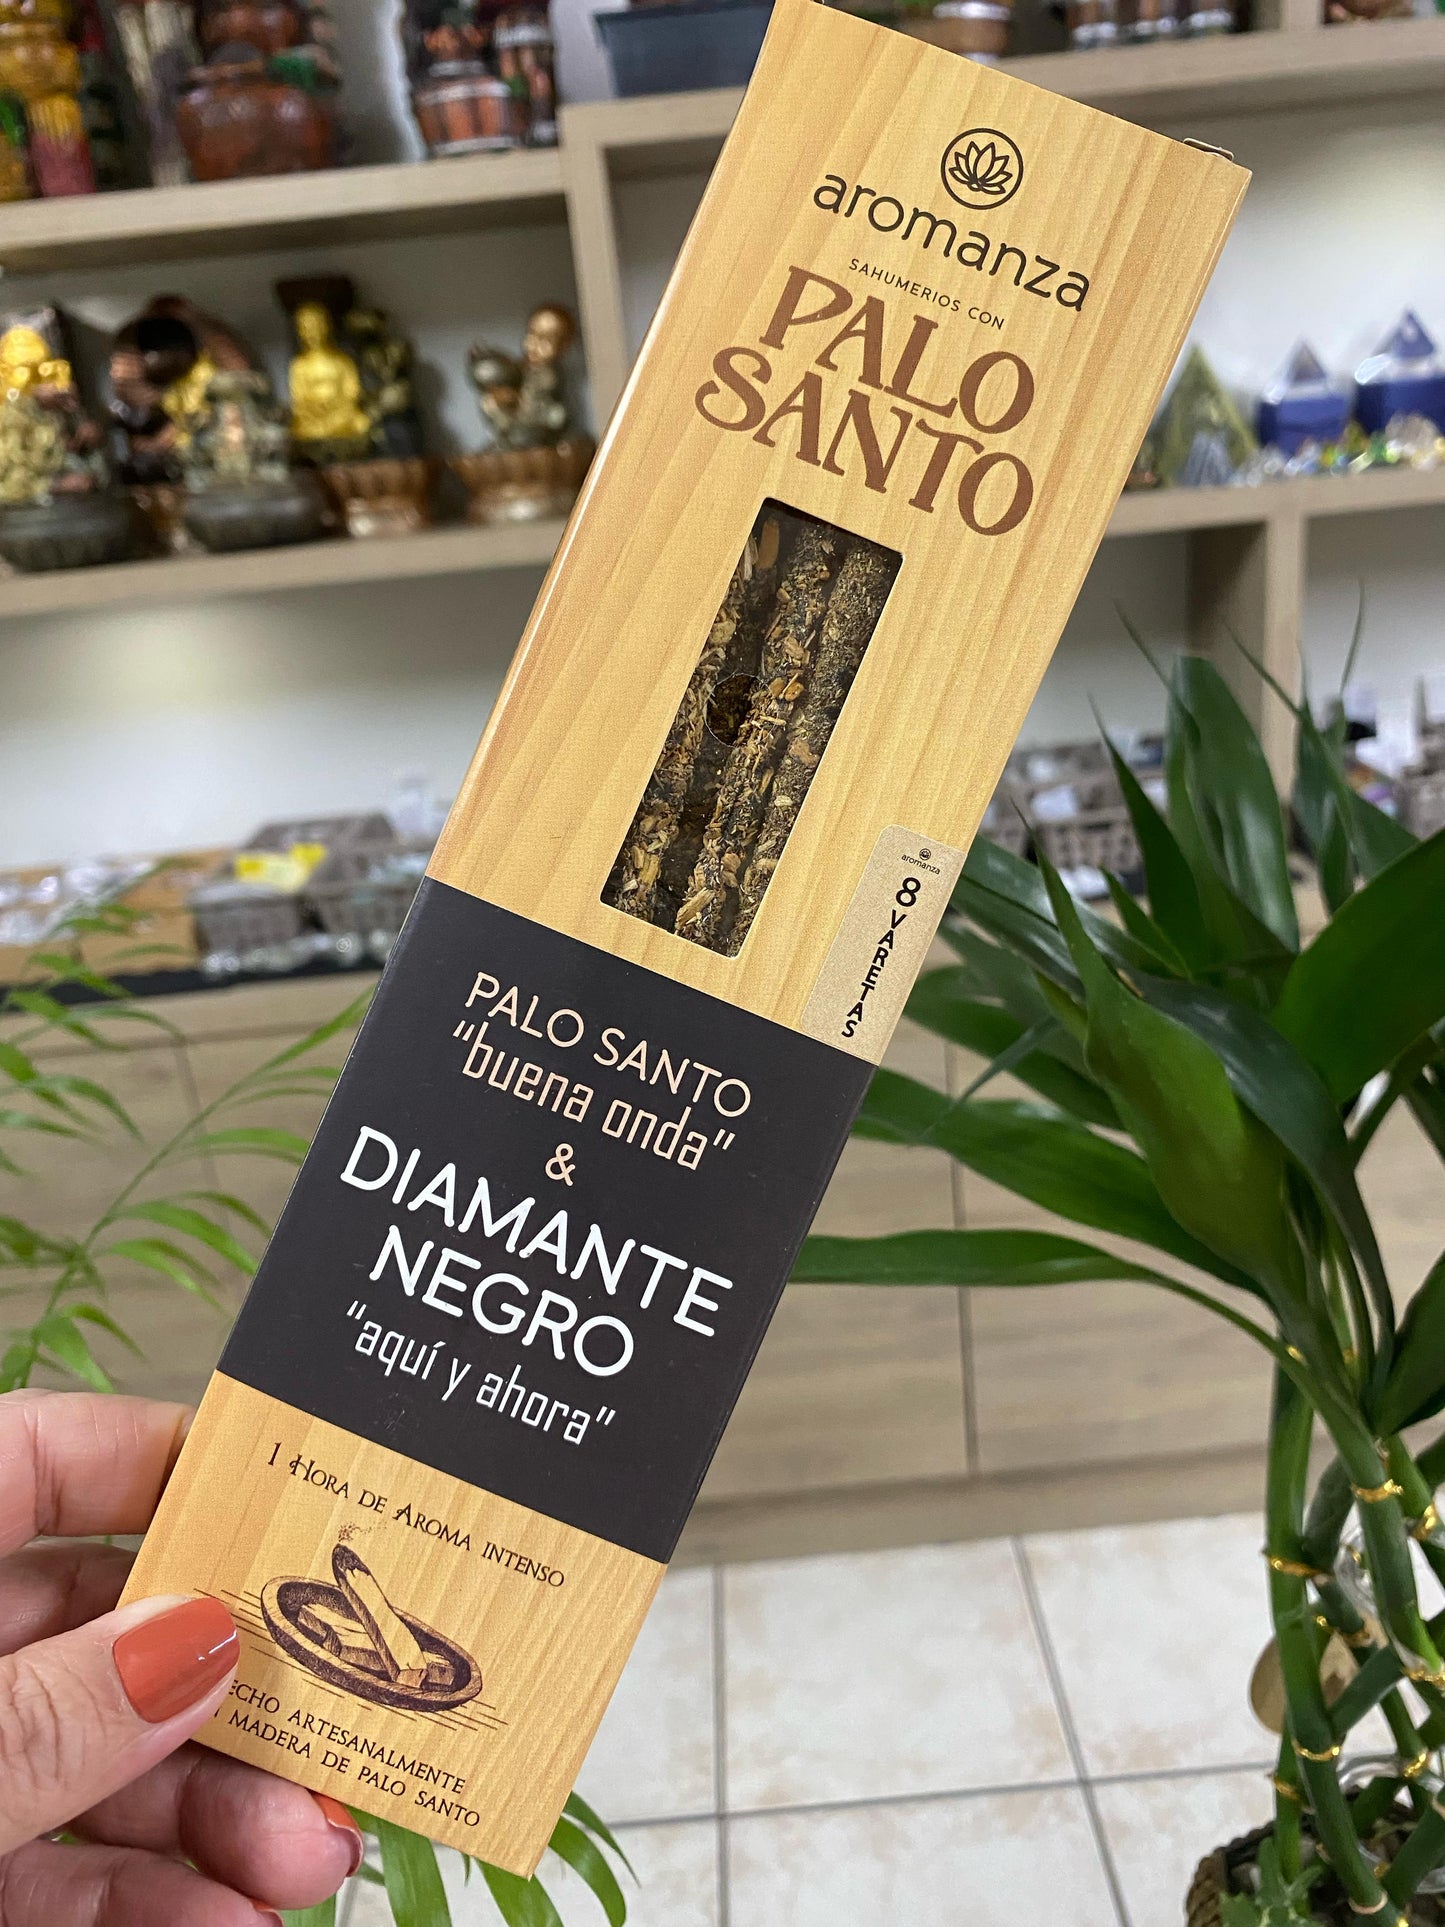 aromanza
SAHUMERIOS CON
PALO
SANTO
aromanza
8
VARETAS
PALO SANTO
"buena onda"
&
DIAMANTE
NEGRO
"aquí y ahora"
1 HORA DE AROMA INTENSO
ECHO ARTESANALMENTE
MADERA DE PALO SANTO